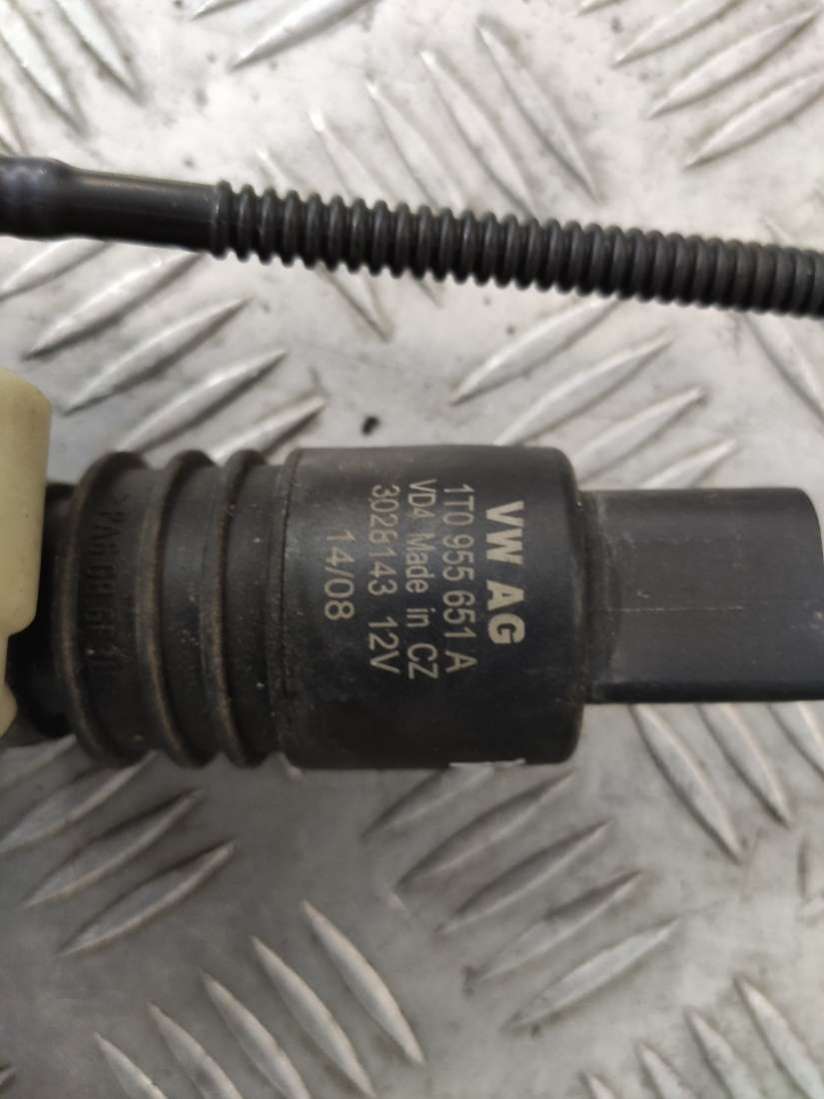 VW AG
1T0 955 651 A
VDA Made in CZ
3028143 12V
14/08